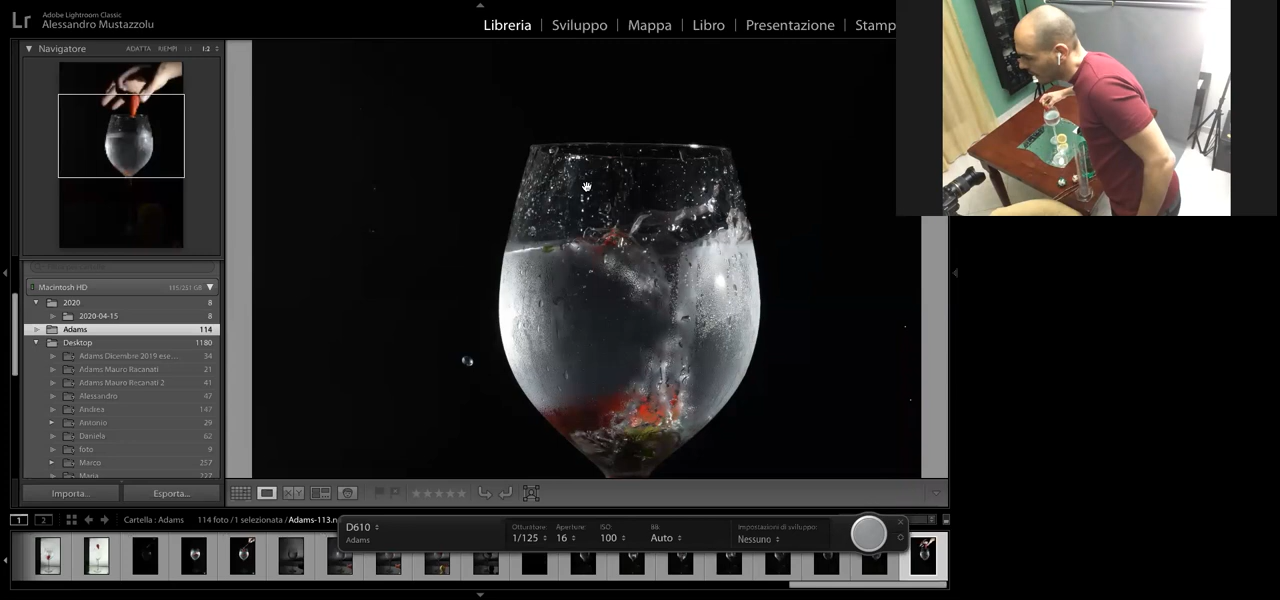 Lr
Adobe Lightroom Classic
Alessandro Mustazzolu
Libreria | Sviluppo | Mappa | Libro | Presentazione | Stamp
Navigatore
ADATTA RIEMPI 1:1 1:2
Macintosh HD
2020 8
2020-04-15 8
Adams 114
Desktop 1180
Adams Dicembre 2019 ese... 34
Adams Mauro Racanati 21
Adams Mauro Recanati 2 41
Alessandro 47
Andrea 147
Antonio 29
Daniela 62
foto 9
Marco 257
Maria
Importa...
Esporta...
X Y
1 2
Cartella : Adams
114 foto / 1 selezionata / Adams-113.n
D610
Adams
Otturatore:
1/125
Apertura:
16
ISO:
100
BB:
Auto
Impostazioni di sviluppo:
Nessuno